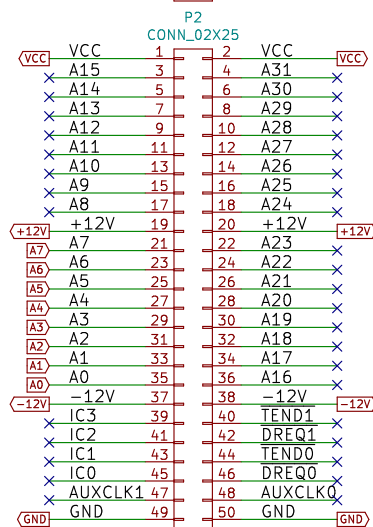 P2
CONN_02X25
VCC VCC 1 2 VCC VCC
A15 3 4 A31
A14 5 6 A30
A13 7 8 A29
A12 9 10 A28
A11 11 12 A27
A10 13 14 A26
A9 15 16 A25
A8 17 18 A24
+12V +12V 19 20 +12V +12V
A7 A7 21 22 A23
A6 A6 23 24 A22
A5 A5 25 26 A21
A4 A4 27 28 A20
A3 A3 29 30 A19
A2 A2 31 32 A18
A1 A1 33 34 A17
A0 A0 35 36 A16
-12V -12V 37 38 -12V -12V
IC3 39 40 TEND1
IC2 41 42 DREQ1
IC1 43 44 TEND0
IC0 45 46 DREQ0
AUXCLK1 47 48 AUXCLK0
GND GND 49 50 GND GND